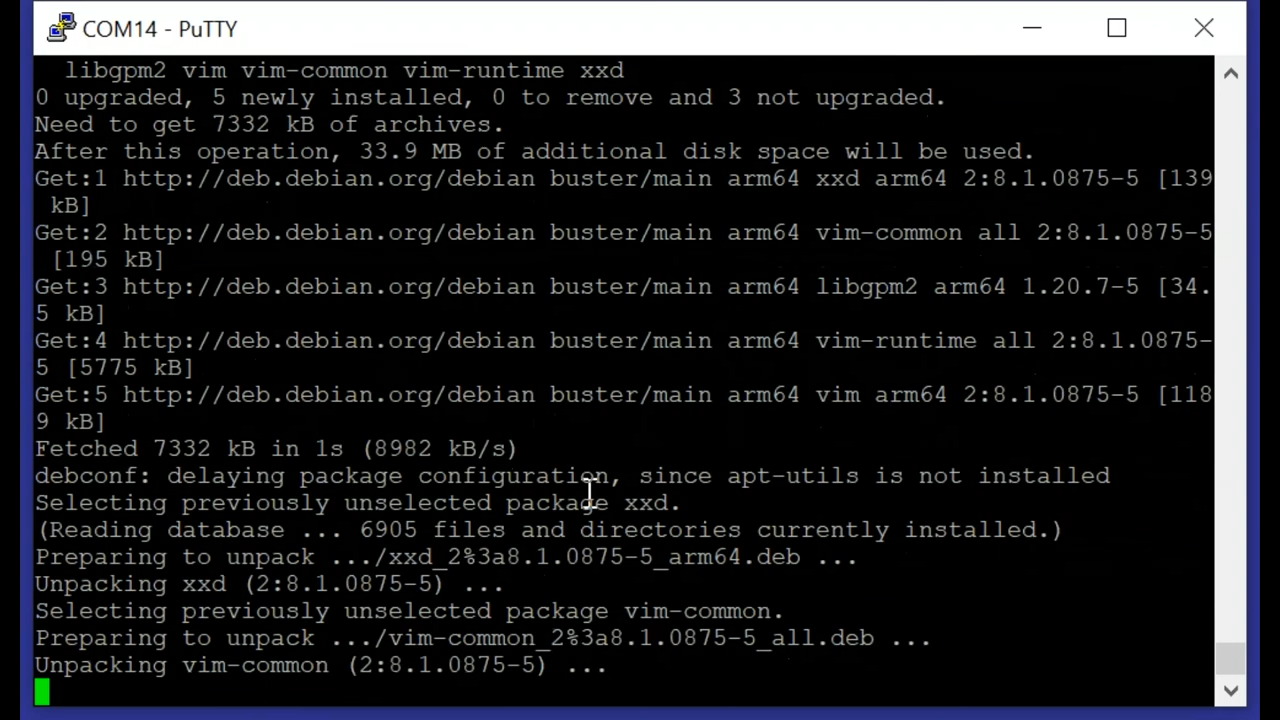 COM14 - PuTTY
libgpm2 vim vim-common vim-runtime xxd
0 upgraded, 5 newly installed, 0 to remove and 3 not upgraded.
Need to get 7332 kB of archives.
After this operation, 33.9 MB of additional disk space will be used.
Get:1 http://deb.debian.org/debian buster/main arm64 xxd arm64 2:8.1.0875-5 [139
 kB]
Get:2 http://deb.debian.org/debian buster/main arm64 vim-common all 2:8.1.0875-5
 [195 kB]
Get:3 http://deb.debian.org/debian buster/main arm64 libgpm2 arm64 1.20.7-5 [34.
5 kB]
Get:4 http://deb.debian.org/debian buster/main arm64 vim-runtime all 2:8.1.0875-
5 [5775 kB]
Get:5 http://deb.debian.org/debian buster/main arm64 vim arm64 2:8.1.0875-5 [118
9 kB]
Fetched 7332 kB in 1s (8982 kB/s)
debconf: delaying package configuration, since apt-utils is not installed
Selecting previously unselected package xxd.
(Reading database ... 6905 files and directories currently installed.)
Preparing to unpack .../xxd_2%3a8.1.0875-5_arm64.deb ...
Unpacking xxd (2:8.1.0875-5) ...
Selecting previously unselected package vim-common.
Preparing to unpack .../vim-common_2%3a8.1.0875-5_all.deb ...
Unpacking vim-common (2:8.1.0875-5) ...